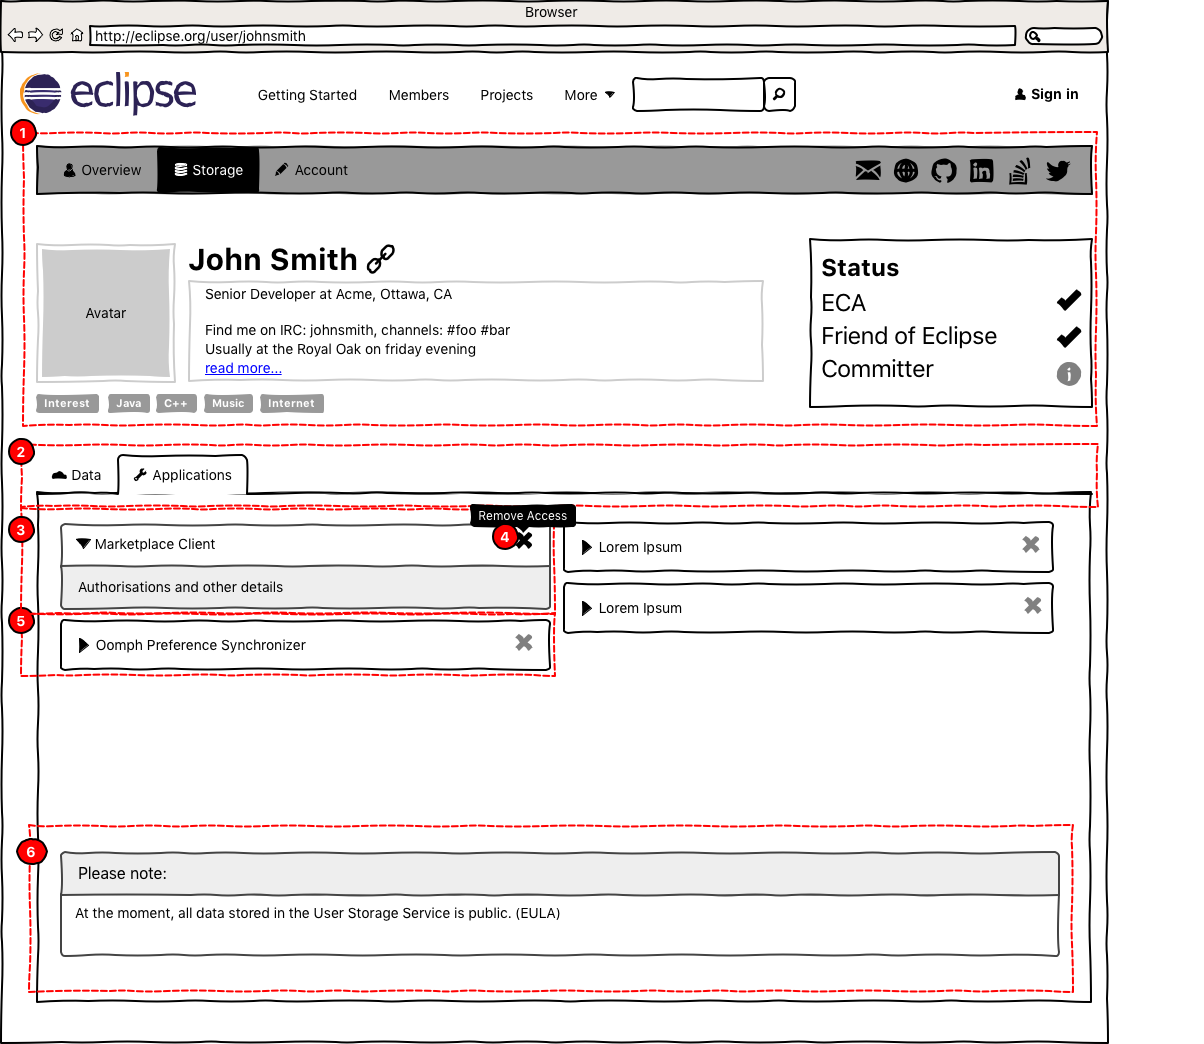 Browser
http://eclipse.org/user/johnsmith
eclipse
Getting Started Members Projects More
Sign in
1
Overview Storage Account
in
John Smith
Avatar
Senior Developer at Acme, Ottawa, CA
Find me on IRC: johnsmith, channels: #foo #bar
Usually at the Royal Oak on friday evening
read more...
Interest Java C++ Music Internet
Status
ECA
Friend of Eclipse
Committer
i
2
Data Applications
Remove Access
3
4
Marketplace Client
Authorisations and other details
Lorem Ipsum
Lorem Ipsum
5
Oomph Preference Synchronizer
6
Please note:
At the moment, all data stored in the User Storage Service is public. (EULA)